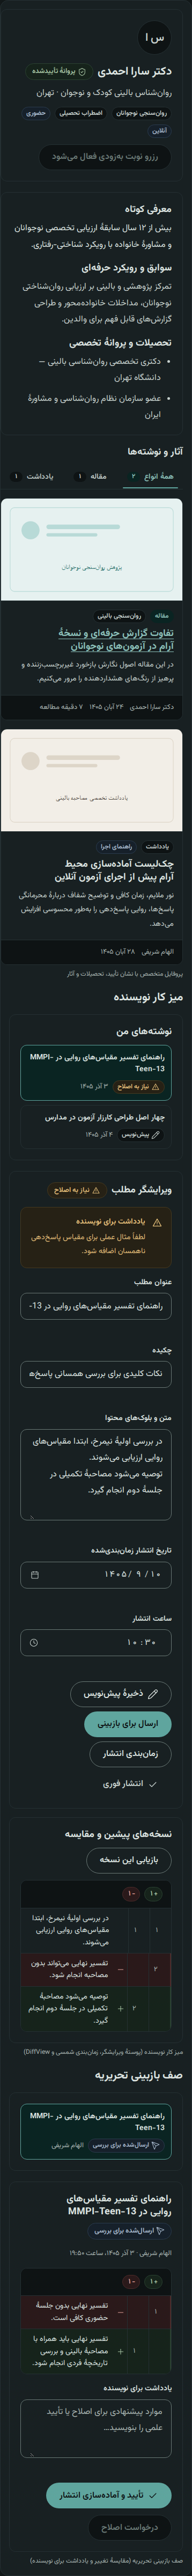 س ا
دکتر سارا احمدی
پروانهٔ تأییدشده
روان‌شناس بالینی کودک و نوجوان · تهران
روان‌سنجی نوجوانان
اضطراب تحصیلی
حضوری
آنلاین
رزرو نوبت به‌زودی فعال می‌شود
معرفی کوتاه
بیش از ۱۲ سال سابقهٔ ارزیابی تخصصی نوجوانان
و مشاورهٔ خانواده با رویکرد شناختی-رفتاری.
سوابق و رویکرد حرفه‌ای
تمرکز پژوهشی و بالینی بر ارزیابی روان‌شناختی
نوجوانان، مداخلات خانواده‌محور و طراحی
گزارش‌های قابل فهم برای والدین.
تحصیلات و پروانهٔ تخصصی
دکتری تخصصی روان‌شناسی بالینی —
دانشگاه تهران
عضو سازمان نظام روان‌شناسی و مشاورهٔ
ایران
آثار و نوشته‌ها
همهٔ انواع ۲
مقاله ۱
یادداشت ۱
پژوهش روان‌سنجی نوجوانان
مقاله
روان‌سنجی بالینی
تفاوت گزارش حرفه‌ای و نسخهٔ
آرام در آزمون‌های نوجوانان
در این مقاله اصول نگارش بازخورد غیربرچسب‌زننده و
پرهیز از رنگ‌های هشداردهنده را مرور می‌کنیم.
دکتر سارا احمدی ۲۴ آبان ۱۴۰۵ ۷ دقیقه مطالعه
یادداشت تخصصی مصاحبه بالینی
یادداشت
راهنمای اجرا
چک‌لیست آماده‌سازی محیط
آرام پیش از اجرای آزمون آنلاین
نور ملایم، زمان کافی و توضیح شفاف دربارهٔ محرمانگی
پاسخ‌ها، روایی پاسخ‌دهی را به‌طور محسوسی افزایش
می‌دهد.
الهام شریفی ۲۸ آبان ۱۴۰۵
پروفایل متخصص با نشان تأیید، تحصیلات و آثار
میز کار نویسنده
نوشته‌های من
راهنمای تفسیر مقیاس‌های روایی در MMPI-
Teen-13
نیاز به اصلاح
۳ آذر ۱۴۰۵
چهار اصل طراحی کارزار آزمون در مدارس
پیش‌نویس
۴ آذر ۱۴۰۵
ویرایشگر مطلب
نیاز به اصلاح
یادداشت برای نویسنده
لطفاً مثال عملی برای مقیاس پاسخ‌دهی
ناهمسان اضافه شود.
عنوان مطلب
راهنمای تفسیر مقیاس‌های روایی در 13-
چکیده
نکات کلیدی برای بررسی همسانی پاسخ‌ه
متن و بلوک‌های محتوا
در بررسی اولیهٔ نیمرخ، ابتدا مقیاس‌های
روایی ارزیابی می‌شوند.
توصیه می‌شود مصاحبهٔ تکمیلی در
جلسهٔ دوم انجام گیرد.
تاریخ انتشار زمان‌بندی‌شده
۱۴۰۵/ ۹ /۱۰
ساعت انتشار
۱۰ :۳۰
ذخیرهٔ پیش‌نویس
ارسال برای بازبینی
زمان‌بندی انتشار
انتشار فوری
نسخه‌های پیشین و مقایسه
بازیابی این نسخه
+۱
-۱
۱ ۱ در بررسی اولیهٔ نیمرخ، ابتدا
مقیاس‌های روایی ارزیابی
می‌شوند.
۲ − تفسیر نهایی می‌تواند بدون
مصاحبه انجام شود.
۲ + توصیه می‌شود مصاحبهٔ
تکمیلی در جلسهٔ دوم انجام
گیرد.
میز کار نویسنده (پوستهٔ ویرایشگر، زمان‌بندی شمسی و DiffView)
صف بازبینی تحریریه
راهنمای تفسیر مقیاس‌های روایی در MMPI-
Teen-13
ارسال‌شده برای بررسی
الهام شریفی
راهنمای تفسیر مقیاس‌های
روایی در MMPI-Teen-13
ارسال‌شده برای بررسی
الهام شریفی · ۳ آذر ۱۴۰۵، ساعت ۱۹:۵۰
+۱
-۱
۱ − تفسیر نهایی بدون جلسهٔ
حضوری کافی است.
۱ + تفسیر نهایی باید همراه با
مصاحبهٔ بالینی و بررسی
تاریخچهٔ فردی انجام شود.
یادداشت برای نویسنده
موارد پیشنهادی برای اصلاح یا تأیید
علمی را بنویسید...
تأیید و آماده‌سازی انتشار
درخواست اصلاح
صف بازبینی تحریریه (مقایسهٔ تغییر و یادداشت برای نویسنده)